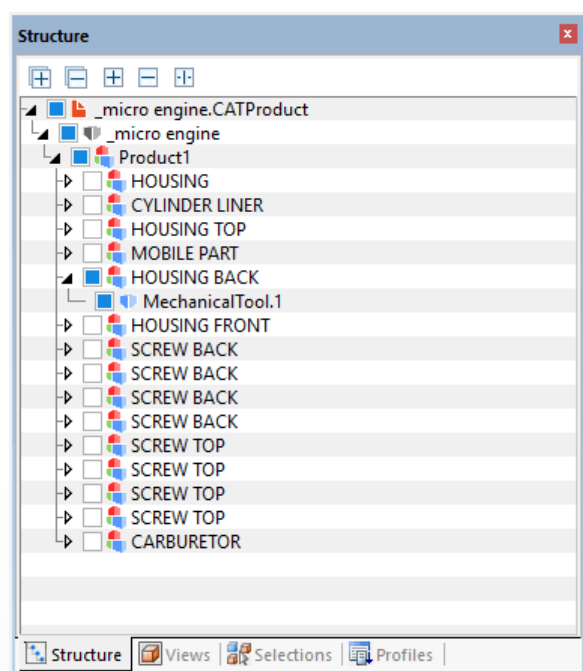 Structure
_micro engine.CATProduct
_micro engine
Product1
HOUSING
CYLINDER LINER
HOUSING TOP
MOBILE PART
HOUSING BACK
MechanicalTool.1
HOUSING FRONT
SCREW BACK
SCREW BACK
SCREW BACK
SCREW BACK
SCREW TOP
SCREW TOP
SCREW TOP
SCREW TOP
CARBURETOR
Structure Views Selections Profiles